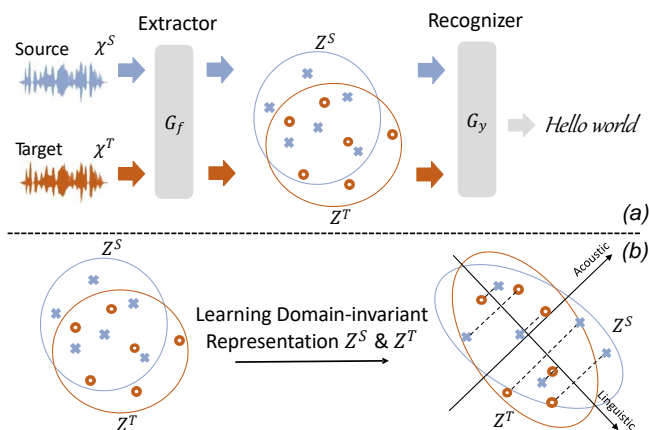 Extractor
Recognizer
Source
χ^S
Z^S
G_f
G_y
Hello world
Target
χ^T
Z^T
(a)
Z^S
(b)
Acoustic
Learning Domain-invariant
Representation Z^S & Z^T
Z^S
Z^T
Z^T
Linguistic